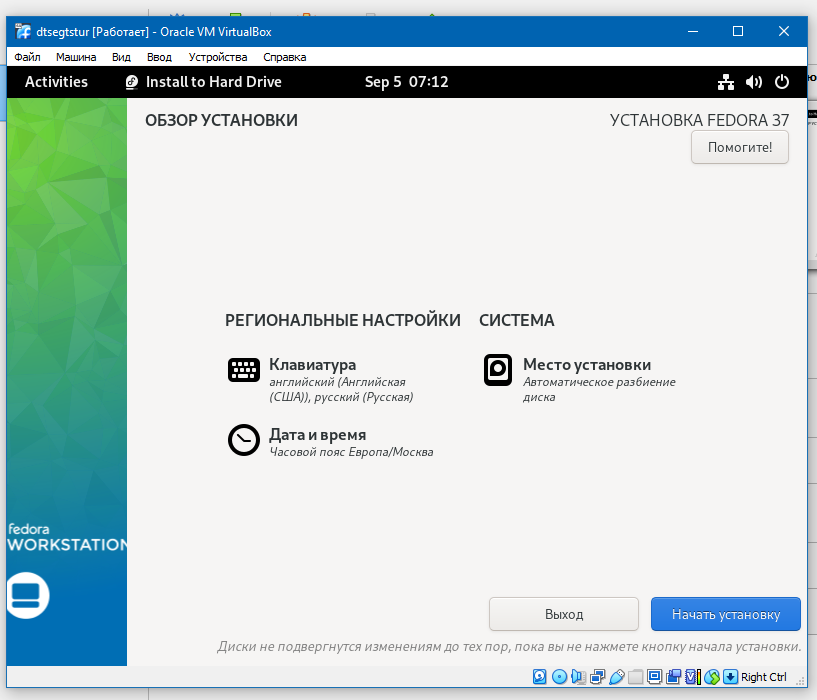 dtsegtstur [Работает] - Oracle VM VirtualBox
Файл Машина Вид Ввод Устройства Справка
Activities Install to Hard Drive Sep 5 07:12
ОБЗОР УСТАНОВКИ
УСТАНОВКА FEDORA 37
Помогите!
РЕГИОНАЛЬНЫЕ НАСТРОЙКИ
Клавиатура
английский (Английская
(США)), русский (Русская)
Дата и время
Часовой пояс Европа/Москва
СИСТЕМА
Место установки
Автоматическое разбиение
диска
fedora
WORKSTATION
Выход
Начать установку
Диски не подвергнутся изменениям до тех пор, пока вы не нажмете кнопку начала установки.
Right Ctrl